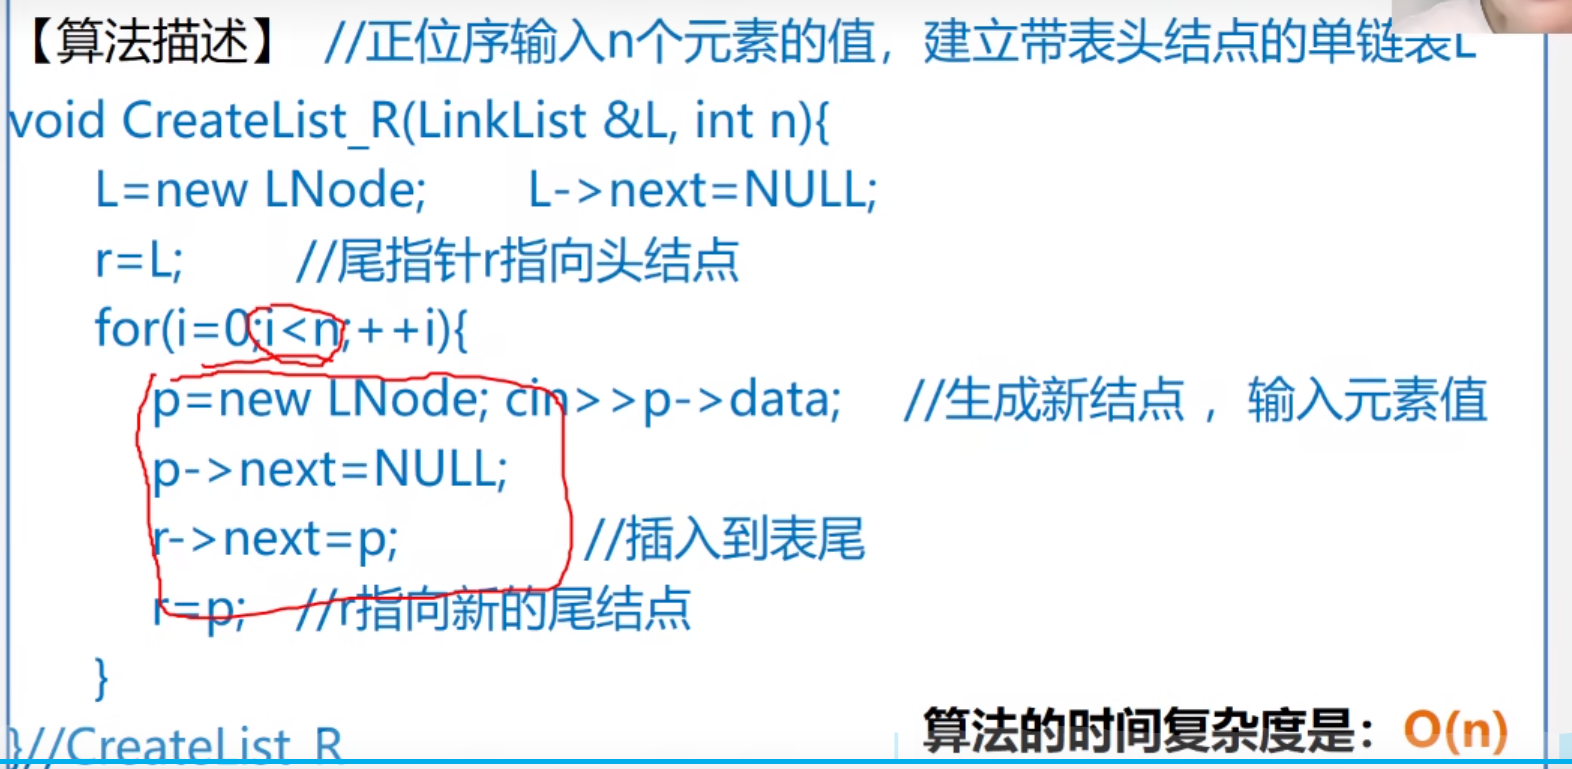 【算法描述】 //正位序输入n个元素的值，建立带表头结点的单链表L
void CreateList_R(LinkList &L, int n){
L=new LNode; L->next=NULL;
r=L; //尾指针r指向头结点
for(i=0;i<n;++i){
p=new LNode; cin>>p->data; //生成新结点，输入元素值
p->next=NULL;
r->next=p; //插入到表尾
r=p; //r指向新的尾结点
}
}//CreateList_R
算法的时间复杂度是：O(n)